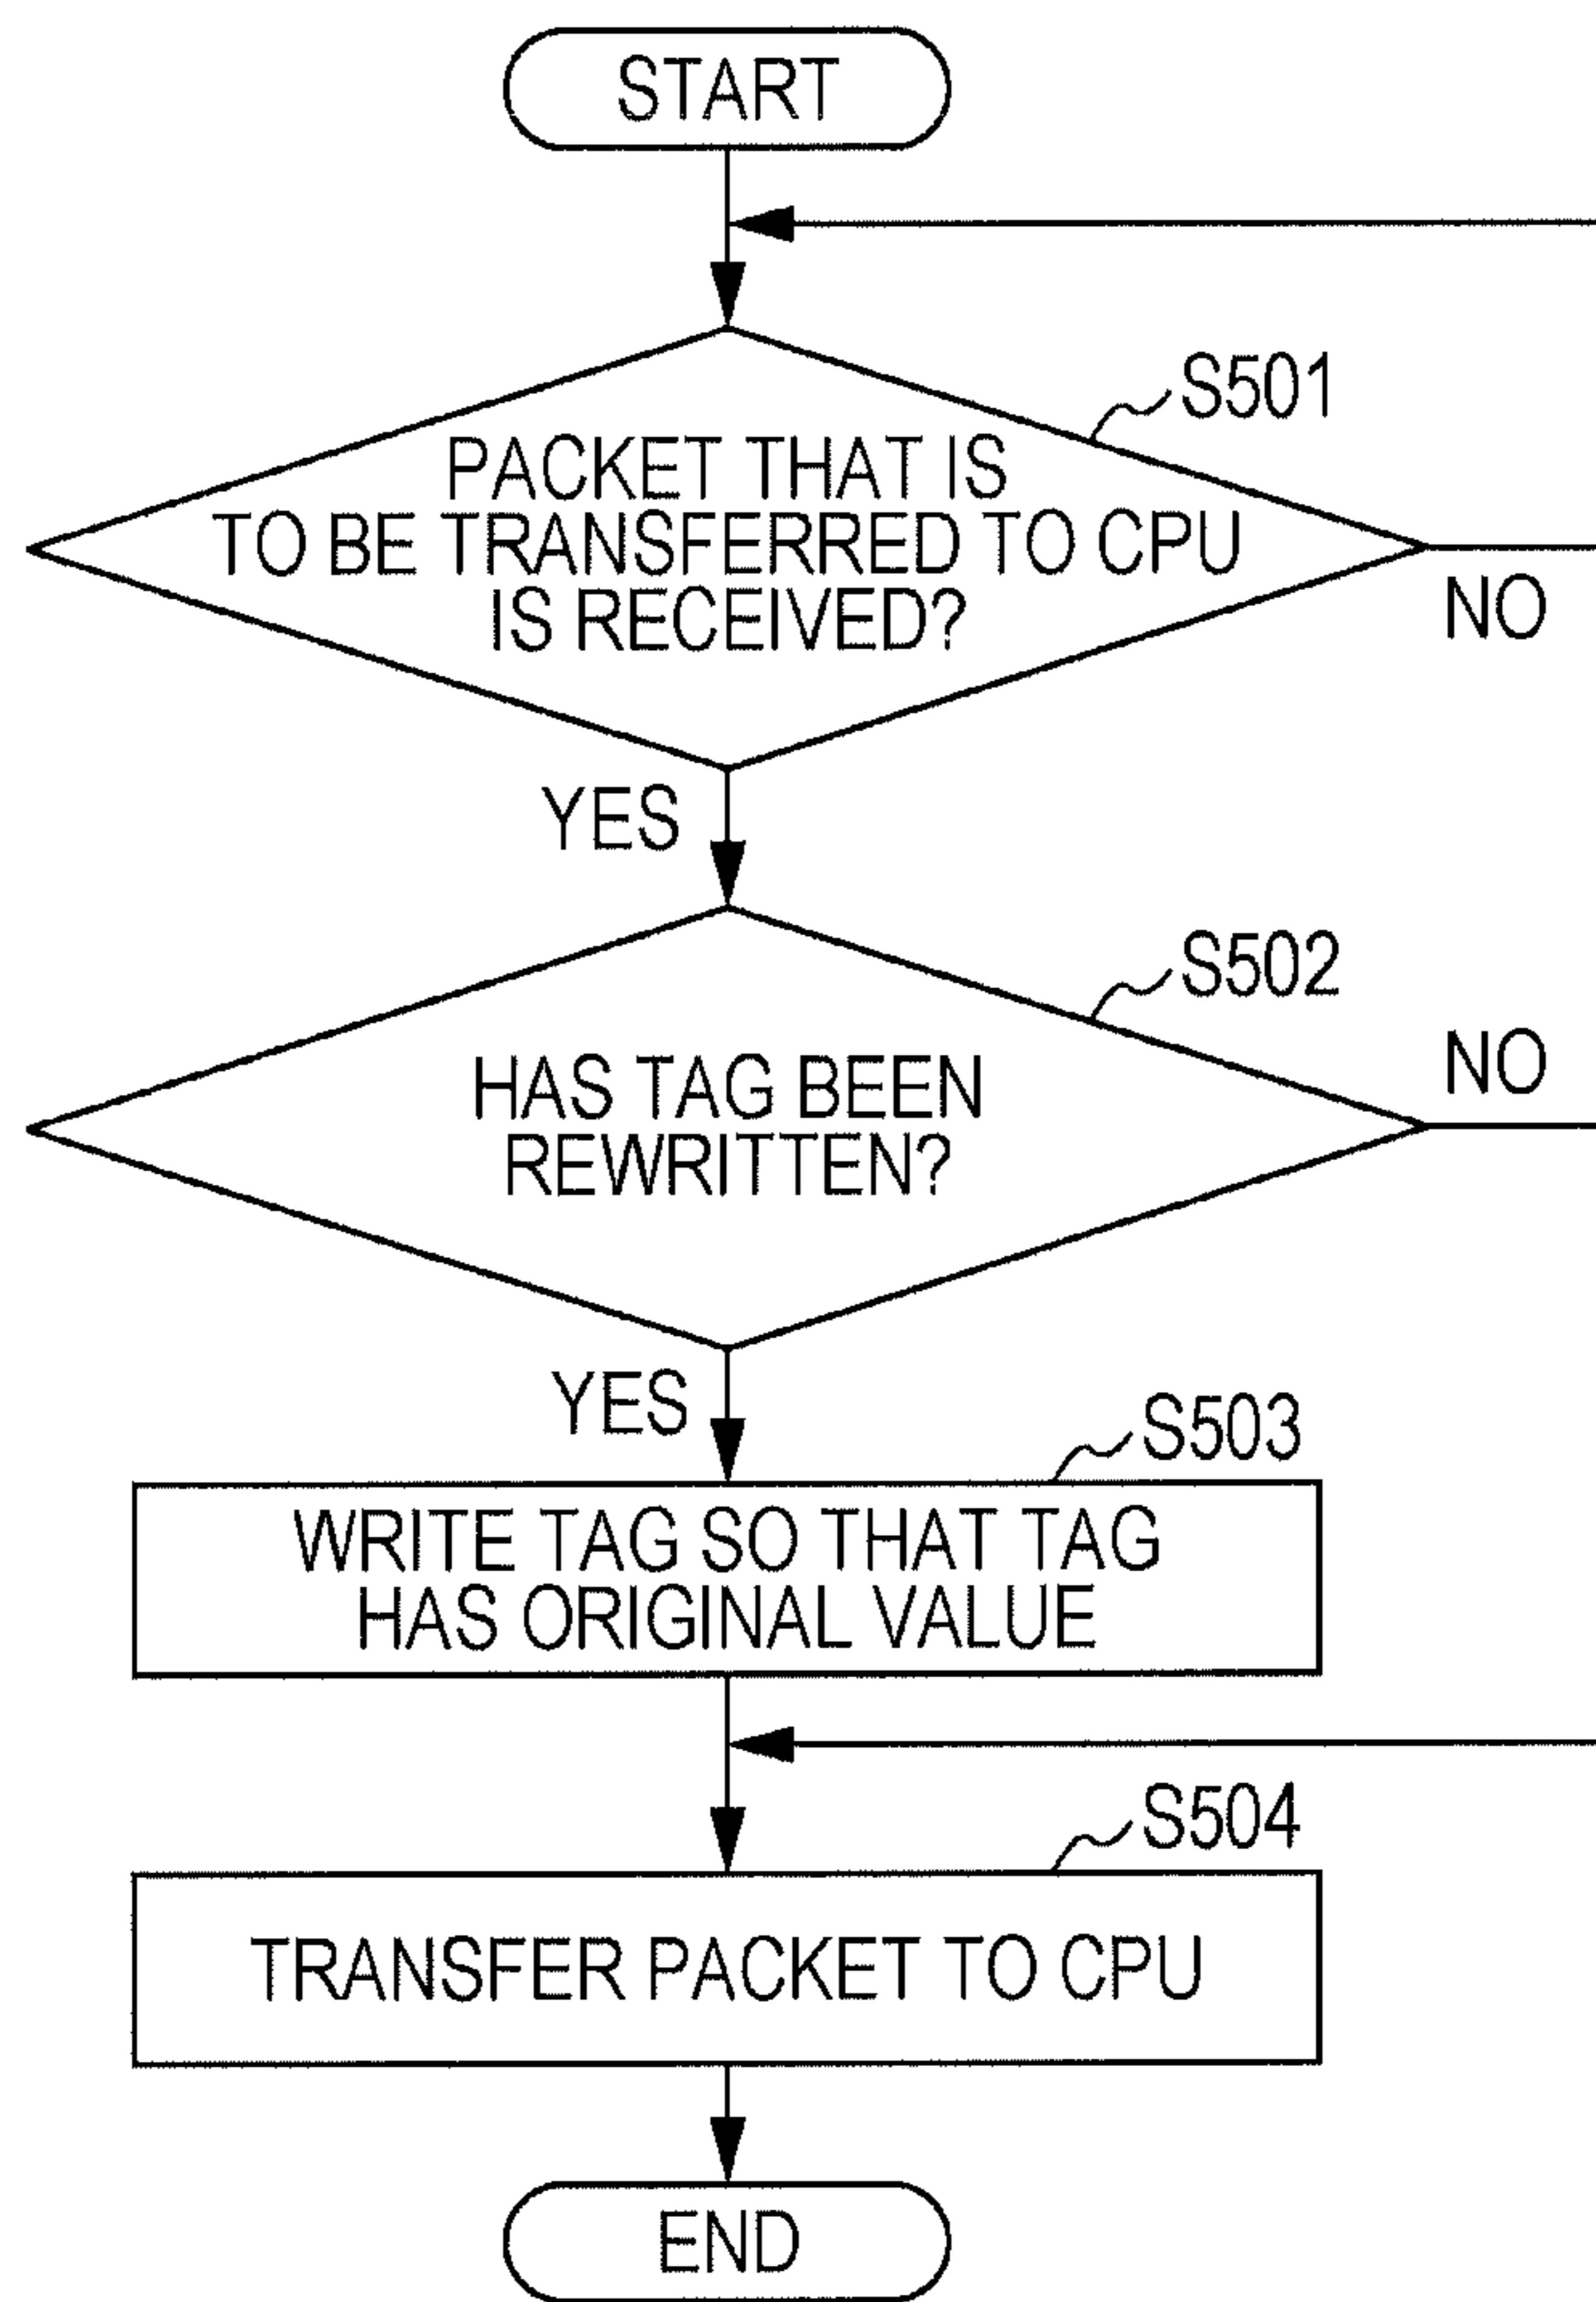 START
S501
PACKET THAT IS
TO BE TRANSFERRED TO CPU
IS RECEIVED?
NO
YES
S502
HAS TAG BEEN
REWRITTEN?
NO
YES
S503
WRITE TAG SO THAT TAG
HAS ORIGINAL VALUE
S504
TRANSFER PACKET TO CPU
END